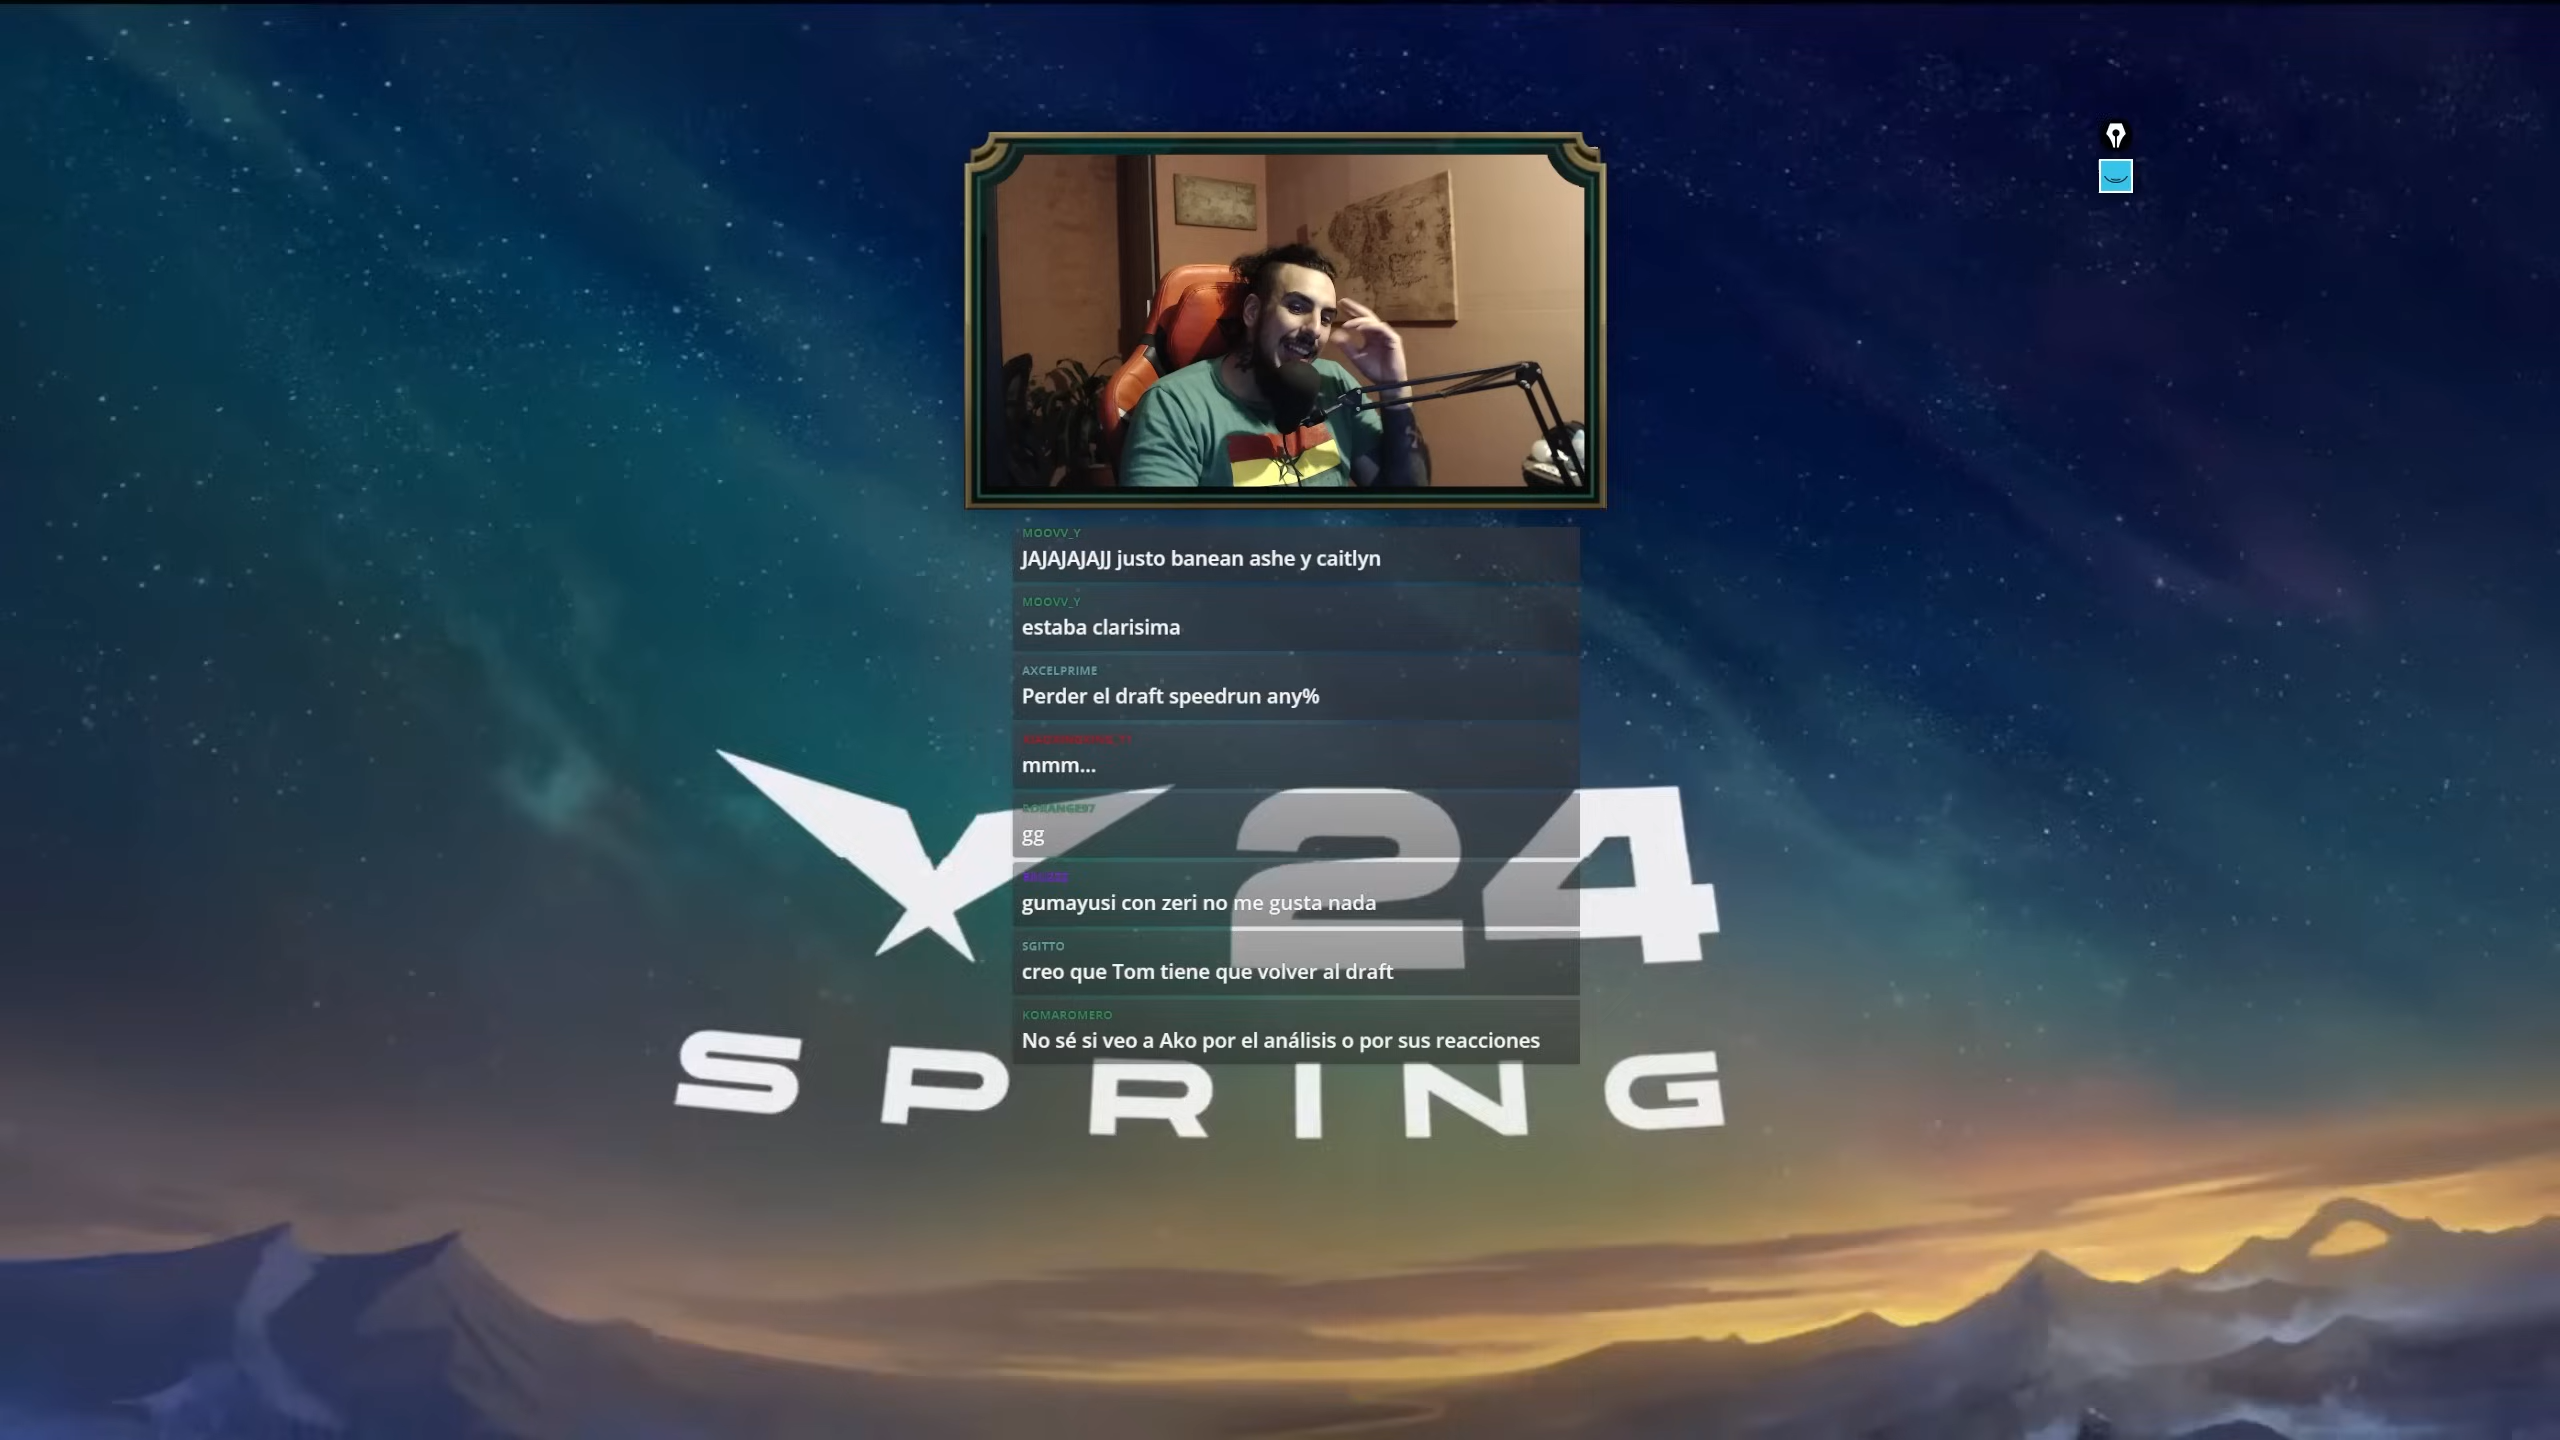 MOOVV_Y
JAJAJAJAJJ justo banean ashe y caitlyn
MOOVV_Y
estaba clarisima
AXCELPRIME
Perder el draft speedrun any%
mmm...
gg
gumayusi con zeri no me gusta nada
SGITTO
creo que Tom tiene que volver al draft
KOMAROMERO
No sé si veo a Ako por el análisis o por sus reacciones
24
SPRING